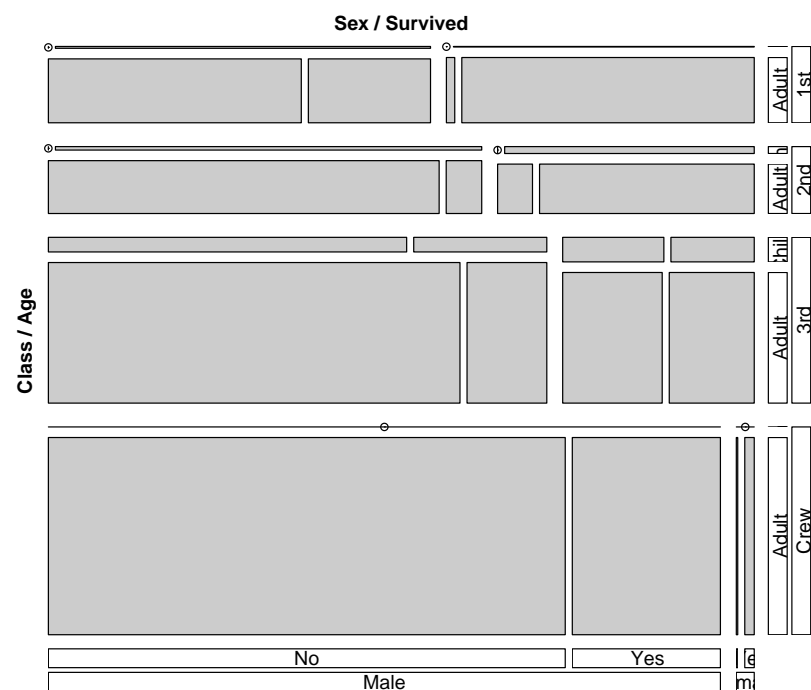 Sex / Survived
Adult
1st
Adult
2nd
Class / Age
Adult
3rd
Adult
Crew
No
Yes
Male